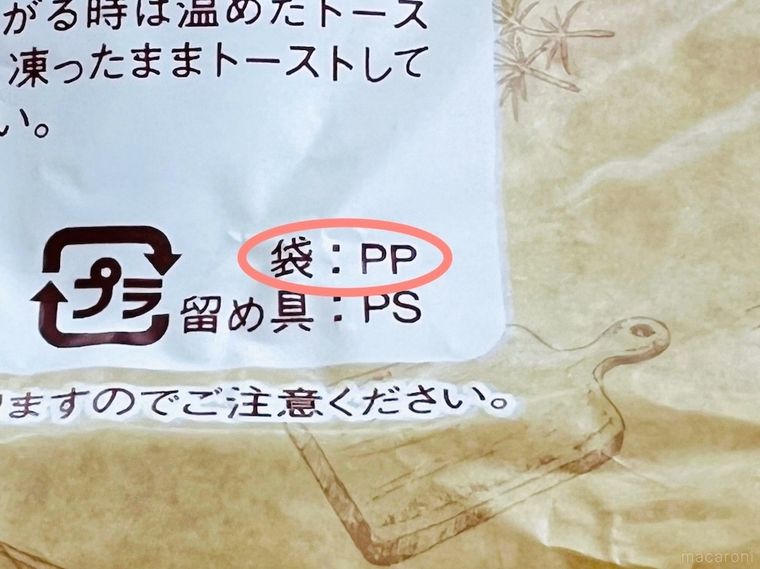 がる時は温めたトース
凍ったままトーストして
い。
プラ
袋：PP
留め具：PS
ますのでご注意ください。
macaroni